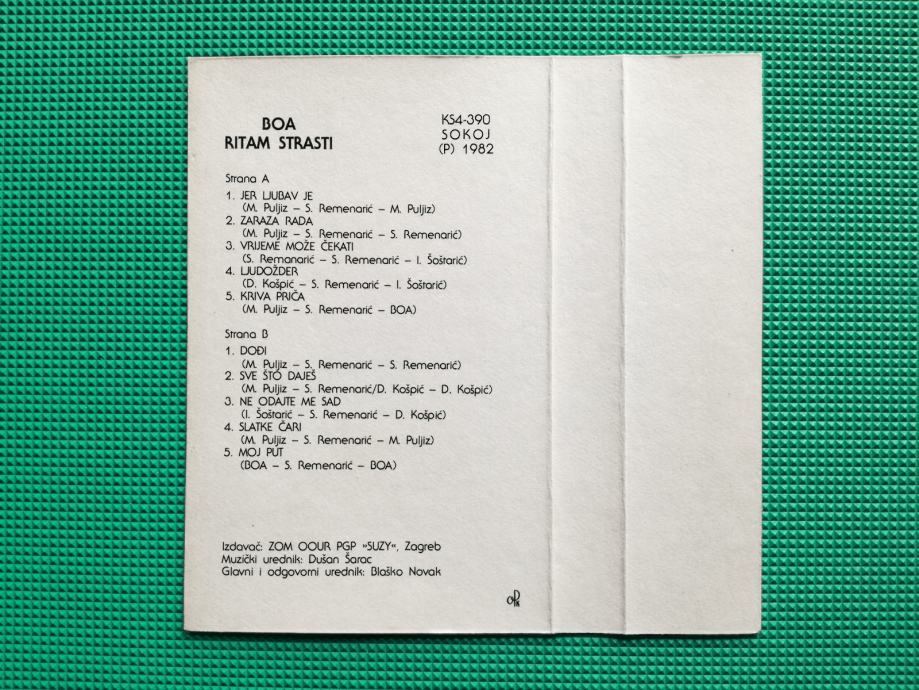 BOA
RITAM STRASTI
KS4-390
SOKOJ
(P) 1982
Strana A
1. JER LJUBAV JE
(M. Puljiz – S. Remenarić – M. Puljiz)
2. ZARAZA RADA
(M. Puljiz – S. Remenarić – S. Remenarić)
3. VRIJEME MOŽE ČEKATI
(S. Remanarić – S. Remenarić – I. Šoštarić)
4. LJUDOŽDER
(D. Košpić – S. Remenarić – I. Šoštarić)
5. KRIVA PRIČA
(M. Puljiz – S. Remenarić – BOA)
Strana B
1. DOĐI
(M. Puljiz – S. Remenarić – S. Remenarić)
2. SVE ŠTO DAJEŠ
(M. Puljiz – S. Remenarić/D. Košpić – D. Košpić)
3. NE ODAJTE ME SAD
(I. Šoštarić – S. Remenarić – D. Košpić)
4. SLATKE ČARI
(M. Puljiz – S. Remenarić – M. Puljiz)
5. MOJ PUT
(BOA – S. Remenarić – BOA)
Izdavač: ZOM OOUR PGP »SUZY«, Zagreb
Muzički urednik: Dušan Šarac
Glavni i odgovorni urednik: Blaško Novak